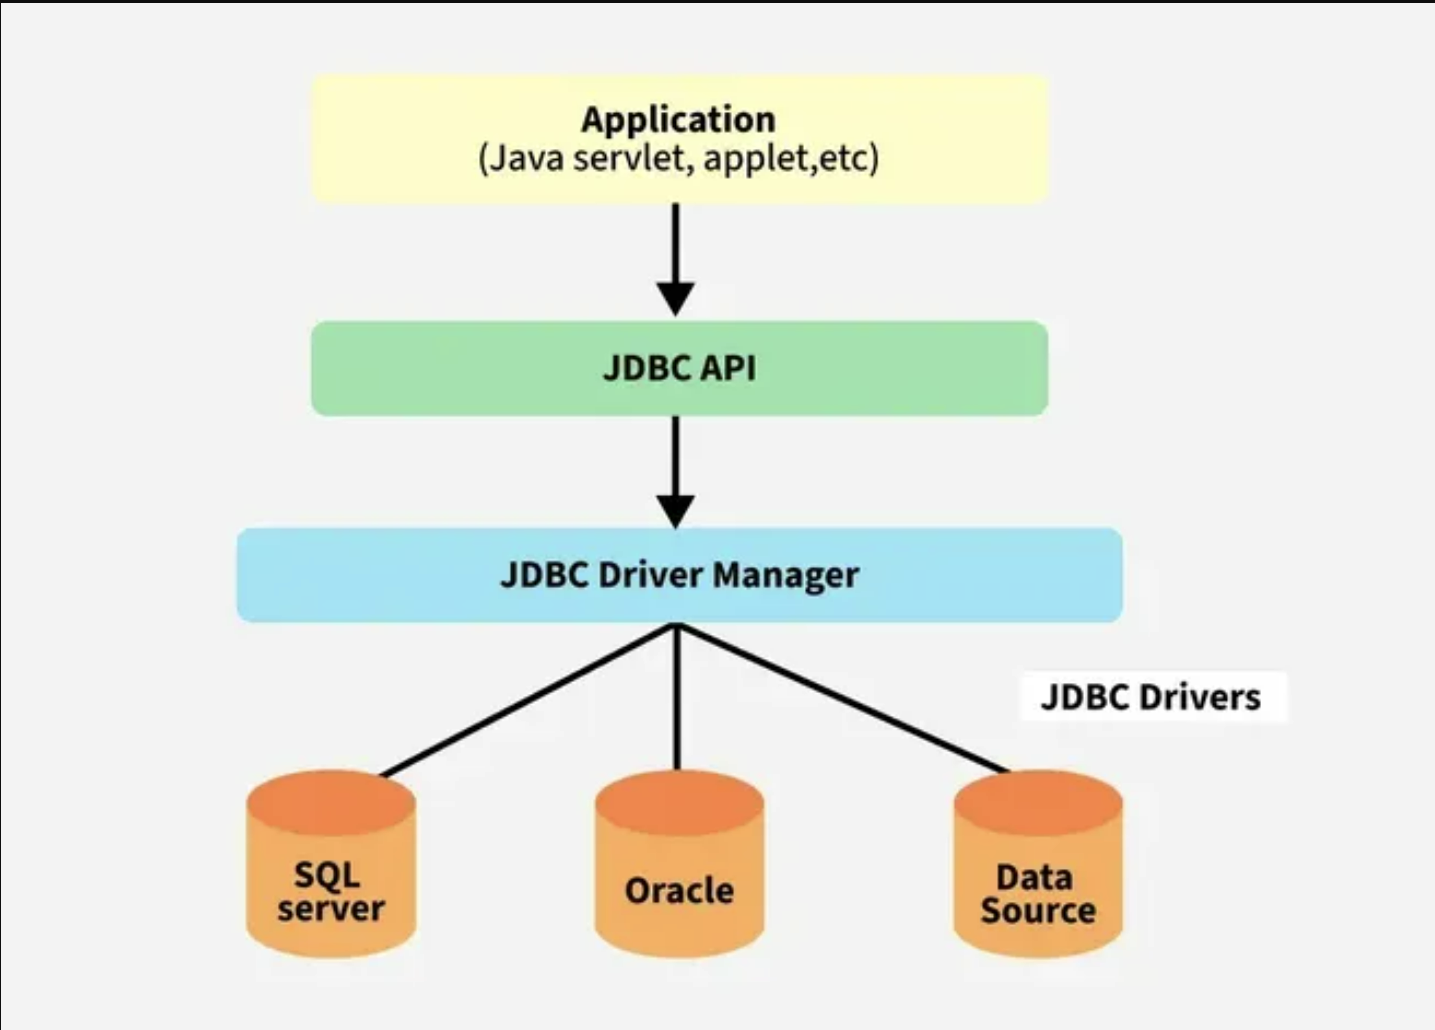 Application
(Java servlet, applet,etc)
JDBC API
JDBC Driver Manager
JDBC Drivers
SQL
server
Oracle
Data
Source